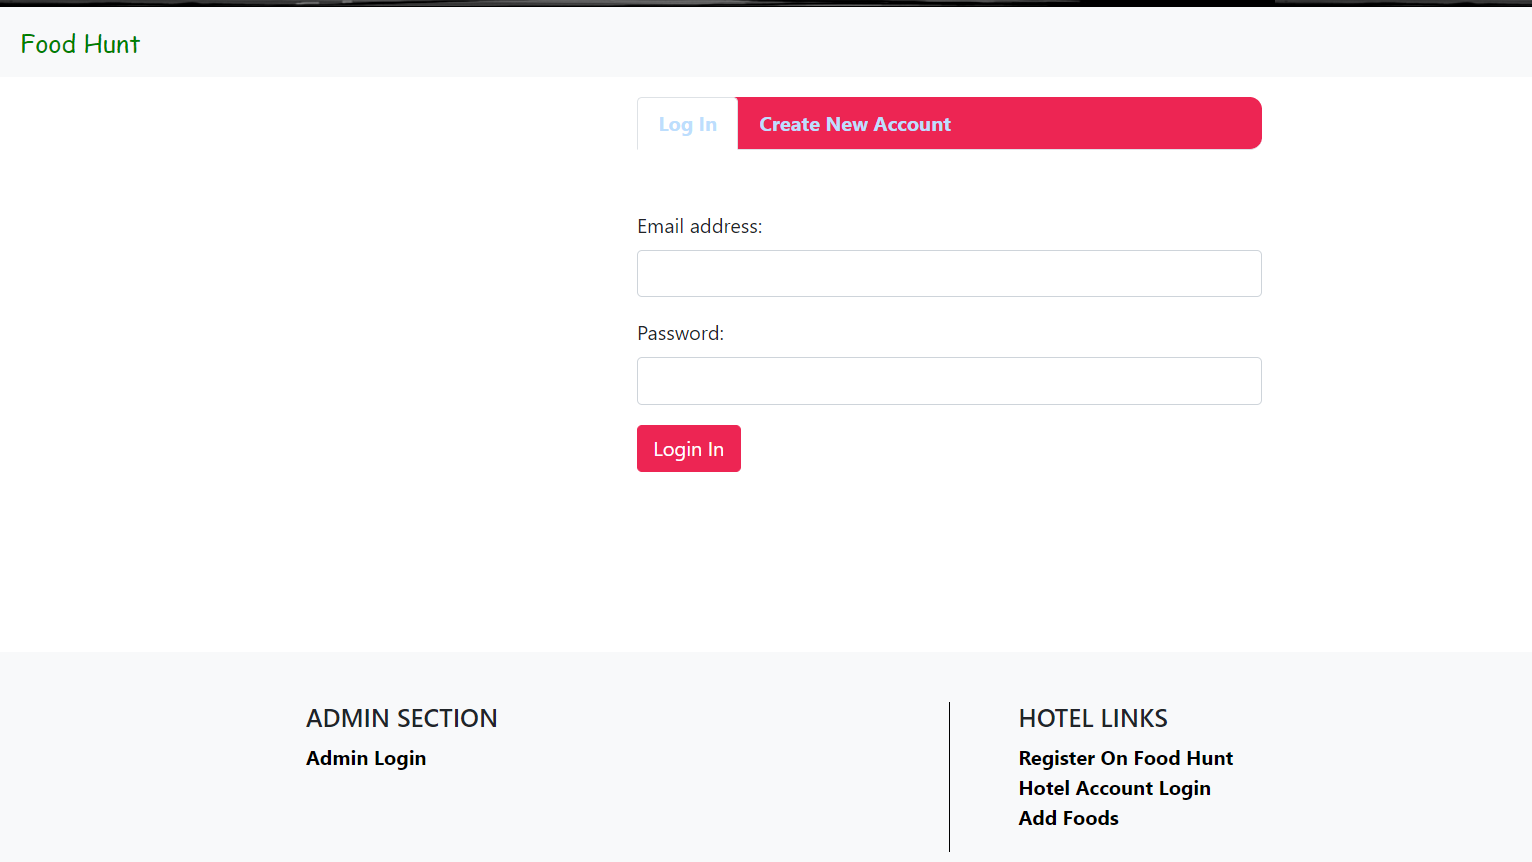 Food Hunt
Log In
Create New Account
Email address:
Password:
Login In
ADMIN SECTION
Admin Login
HOTEL LINKS
Register On Food Hunt
Hotel Account Login
Add Foods